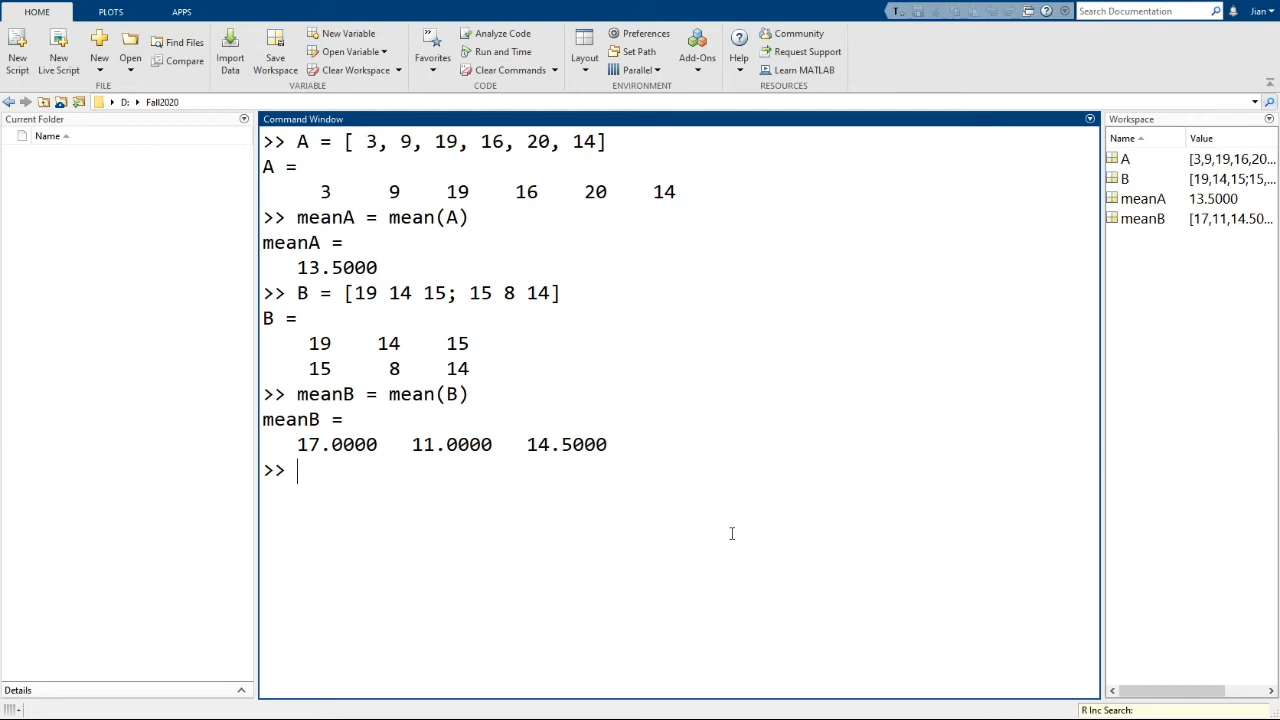 HOME PLOTS APPS
T.. Search Documentation Jian
New Script
New Live Script
New
Open
Find Files
Compare
Import Data
Save Workspace
New Variable
Open Variable
Clear Workspace
Favorites
Analyze Code
Run and Time
Clear Commands
Layout
Preferences
Set Path
Parallel
Add-Ons
Help
Community
Request Support
Learn MATLAB
FILE VARIABLE CODE ENVIRONMENT RESOURCES
D: Fall2020
Current Folder
Name
Details
Command Window
>> A = [ 3, 9, 19, 16, 20, 14]
A =
3 9 19 16 20 14
>> meanA = mean(A)
meanA =
13.5000
>> B = [19 14 15; 15 8 14]
B =
19 14 15
15 8 14
>> meanB = mean(B)
meanB =
17.0000 11.0000 14.5000
>>
Workspace
Name Value
A [3,9,19,16,20...
B [19,14,15;15,...
meanA 13.5000
meanB [17,11,14.50...
R Inc Search: